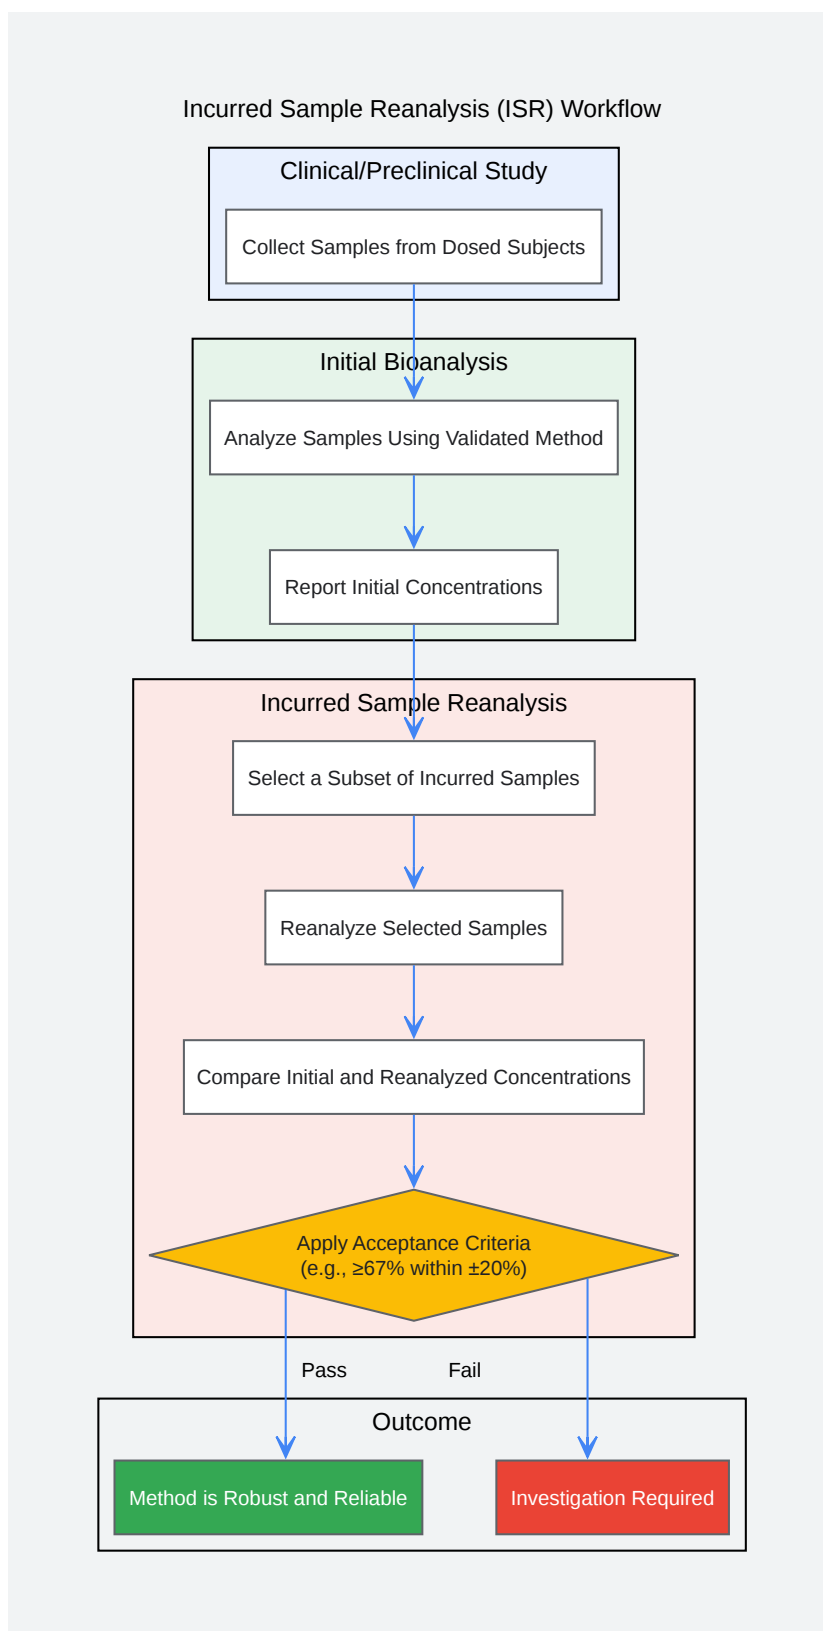 Incurred Sample Reanalysis (ISR) Workflow
Clinical/Preclinical Study
Collect Samples from Dosed Subjects
Initial Bioanalysis
Analyze Samples Using Validated Method
Report Initial Concentrations
Incurred Sample Reanalysis
Select a Subset of Incurred Samples
Reanalyze Selected Samples
Compare Initial and Reanalyzed Concentrations
Apply Acceptance Criteria
(e.g., ≥67% within ±20%)
Pass
Fail
Outcome
Method is Robust and Reliable
Investigation Required